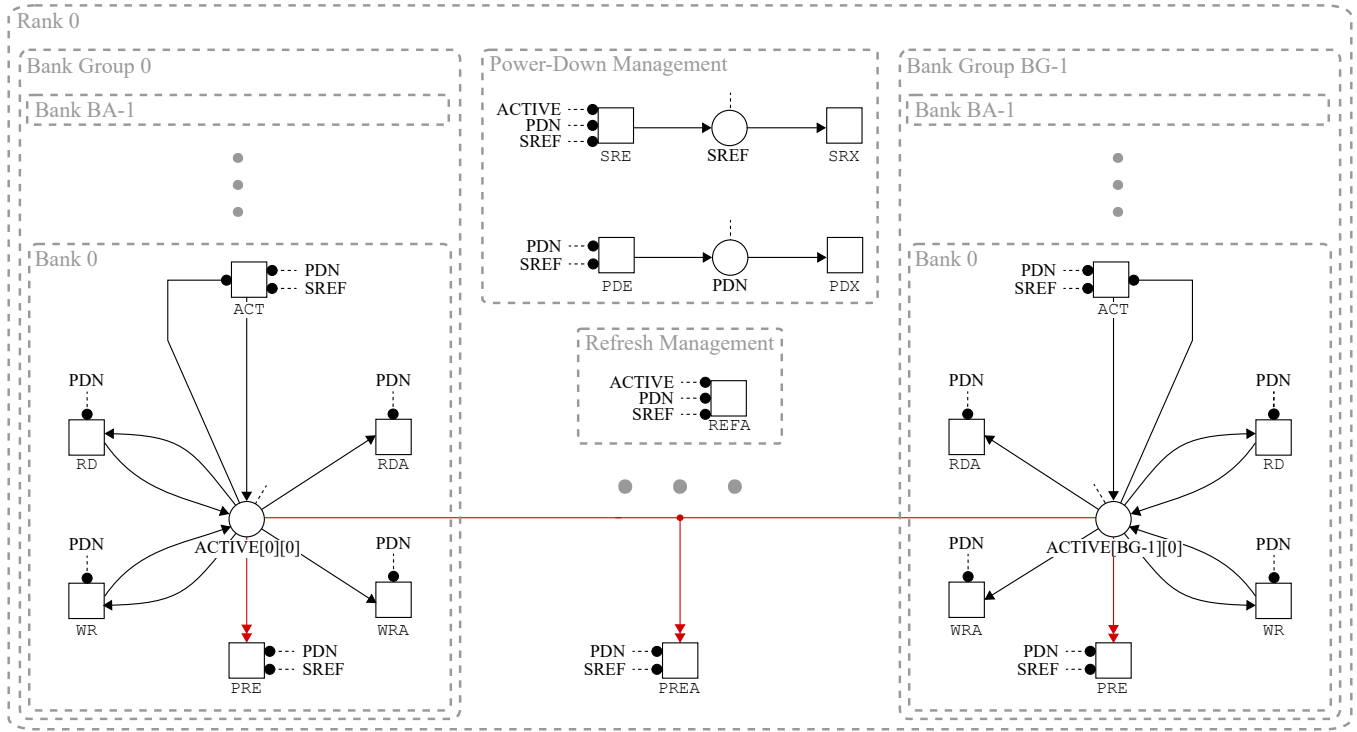 Rank 0
Bank Group 0
Bank BA-1
Bank 0
ACT
PDN
SREF
PDN
RD
PDN
RDA
ACTIVE[0][0]
PDN
WR
PDN
WRA
PRE
PDN
SREF
Power-Down Management
ACTIVE
PDN
SREF
SRE
SREF
SRX
PDN
SREF
PDE
PDN
PDX
Refresh Management
ACTIVE
PDN
SREF
REFA
PDN
SREF
PREA
Bank Group BG-1
Bank BA-1
Bank 0
PDN
SREF
ACT
PDN
RDA
PDN
RD
ACTIVE[BG-1][0]
PDN
WRA
PDN
WR
PDN
SREF
PRE